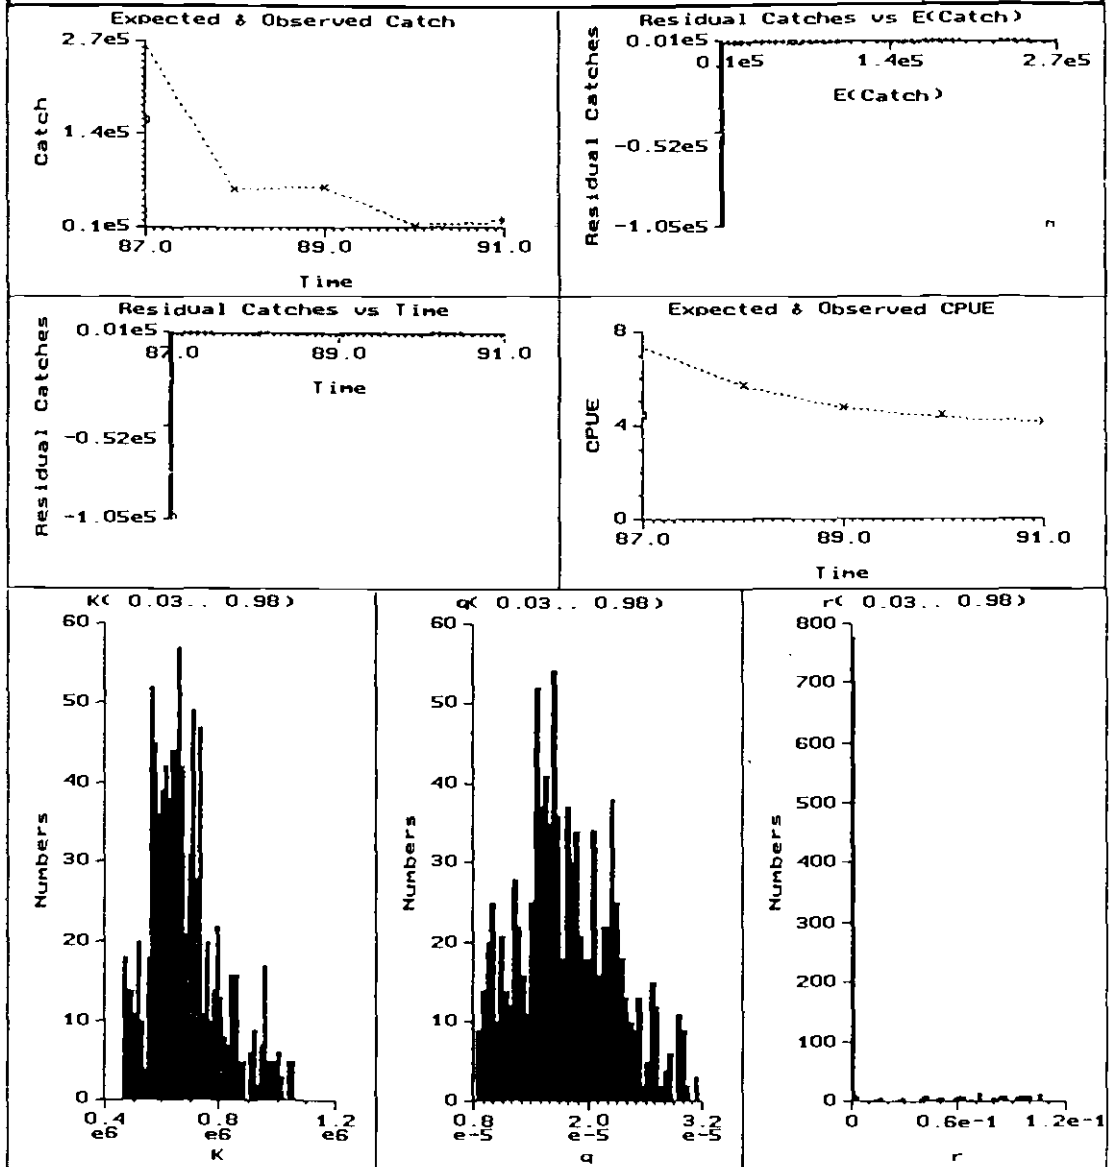 Expected & Observed Catch
2.7e5
1.4e5
0.1e5
Catch
87.0 89.0 91.0
Time
Residual Catches vs E(Catch)
0.01e5
-0.52e5
-1.05e5
Residual Catches
0.1e5 1.4e5 2.7e5
E(Catch)
Residual Catches vs Time
0.01e5
-0.52e5
-1.05e5
Residual Catches
87.0 89.0 91.0
Time
Expected & Observed CPUE
8
4
0
CPUE
87.0 89.0 91.0
Time
K( 0.03.. 0.98)
60
50
40
30
20
10
0
Numbers
0.4 0.8 1.2
e6 e6 e6
K
q( 0.03.. 0.98)
60
50
40
30
20
10
0
Numbers
0.8 2.0 3.2
e-5 e-5 e-5
q
r( 0.03.. 0.98)
800
700
600
500
400
300
200
100
0
Numbers
0 0.6e-1 1.2e-1
r